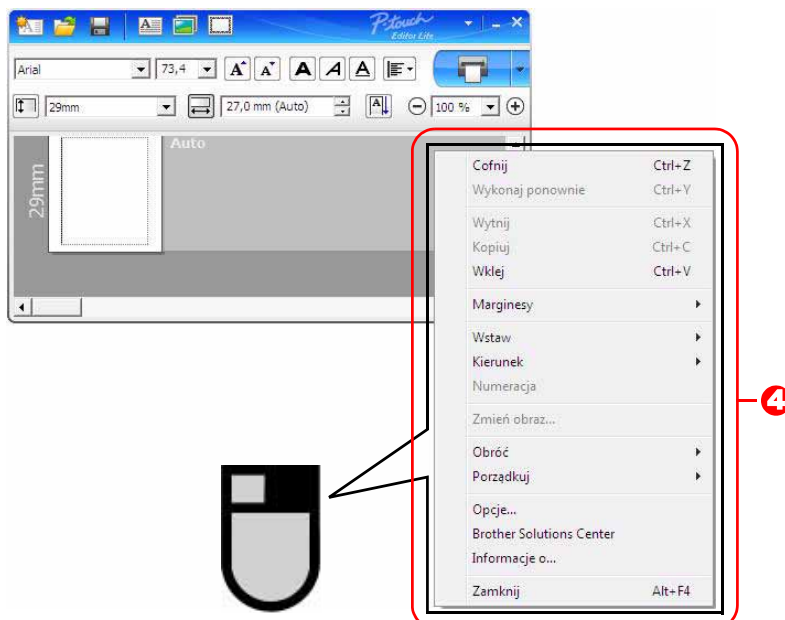 P-touch
Editor Lite
Arial
73,4
A A A A A
29mm
27,0 mm (Auto)
A
100 %
Auto
29mm
Cofnij Ctrl+Z
Wykonaj ponownie Ctrl+Y
Wytnij Ctrl+X
Kopiuj Ctrl+C
Wklej Ctrl+V
Marginesy
Wstaw
Kierunek
Numeracja
Zmień obraz...
Obróć
Porządkuj
Opcje...
Brother Solutions Center
Informacje o...
Zamknij Alt+F4
4